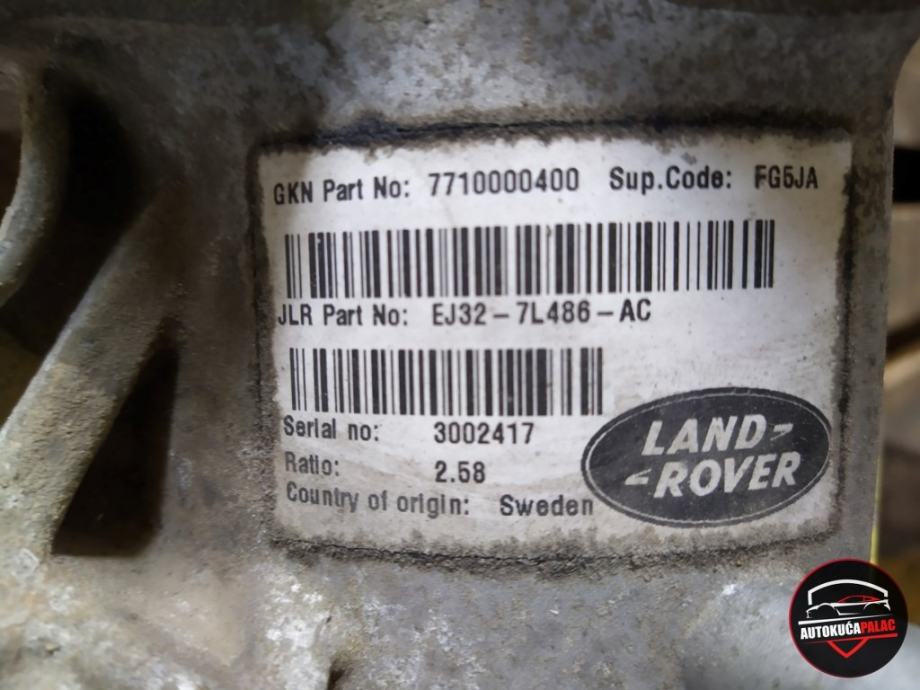 GKN Part No: 7710000400 Sup.Code: FG5JA
JLR Part No: EJ32-7L486-AC
Serial no: 3002417
Ratio: 2.58
Country of origin: Sweden
LAND
ROVER
AUTOKUĆAPALAC